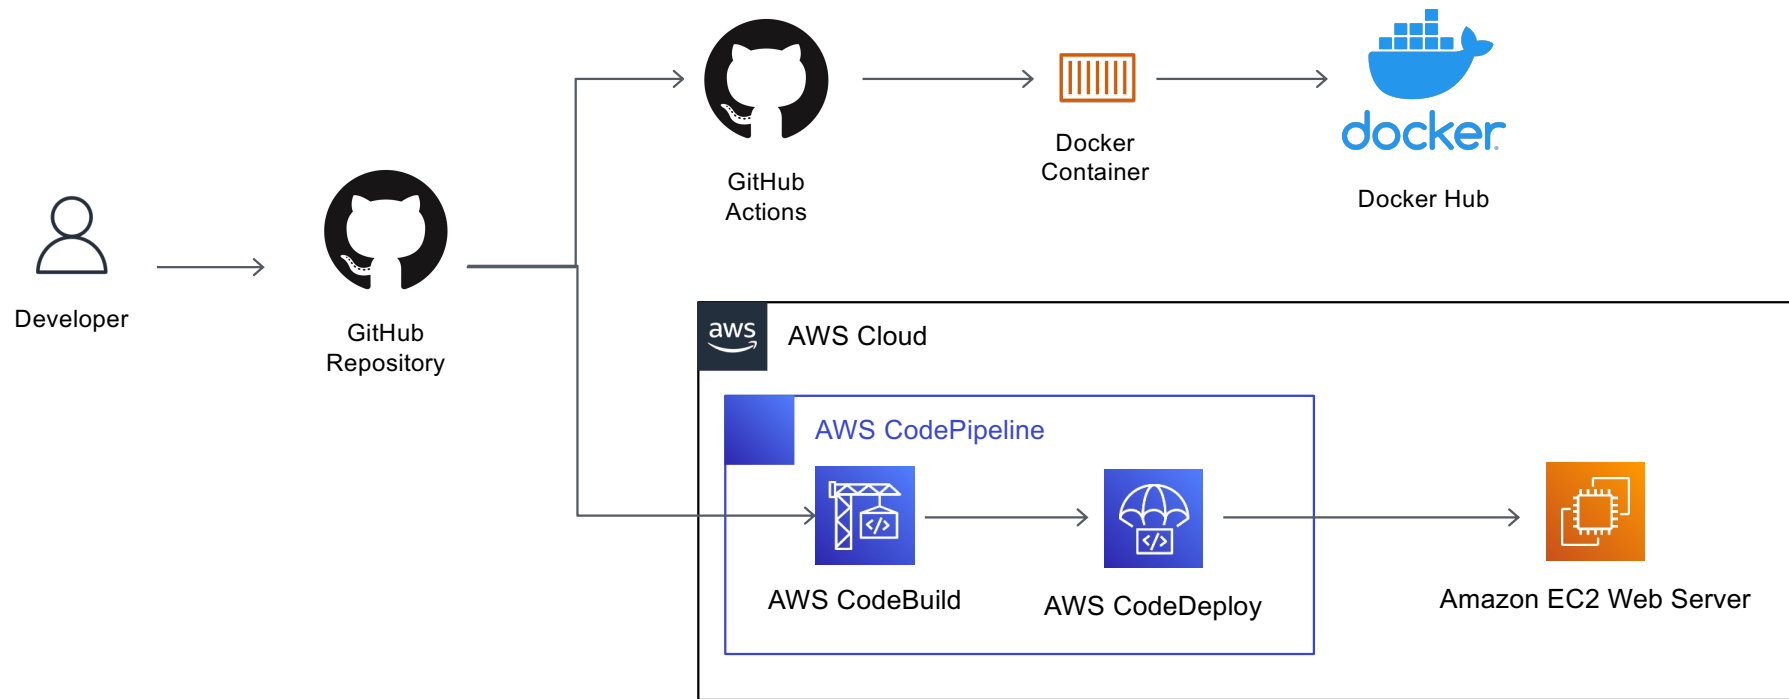 Developer
GitHub
Repository
GitHub
Actions
Docker
Container
docker
Docker Hub
aws
AWS Cloud
AWS CodePipeline
</>
AWS CodeBuild
</>
AWS CodeDeploy
Amazon EC2 Web Server